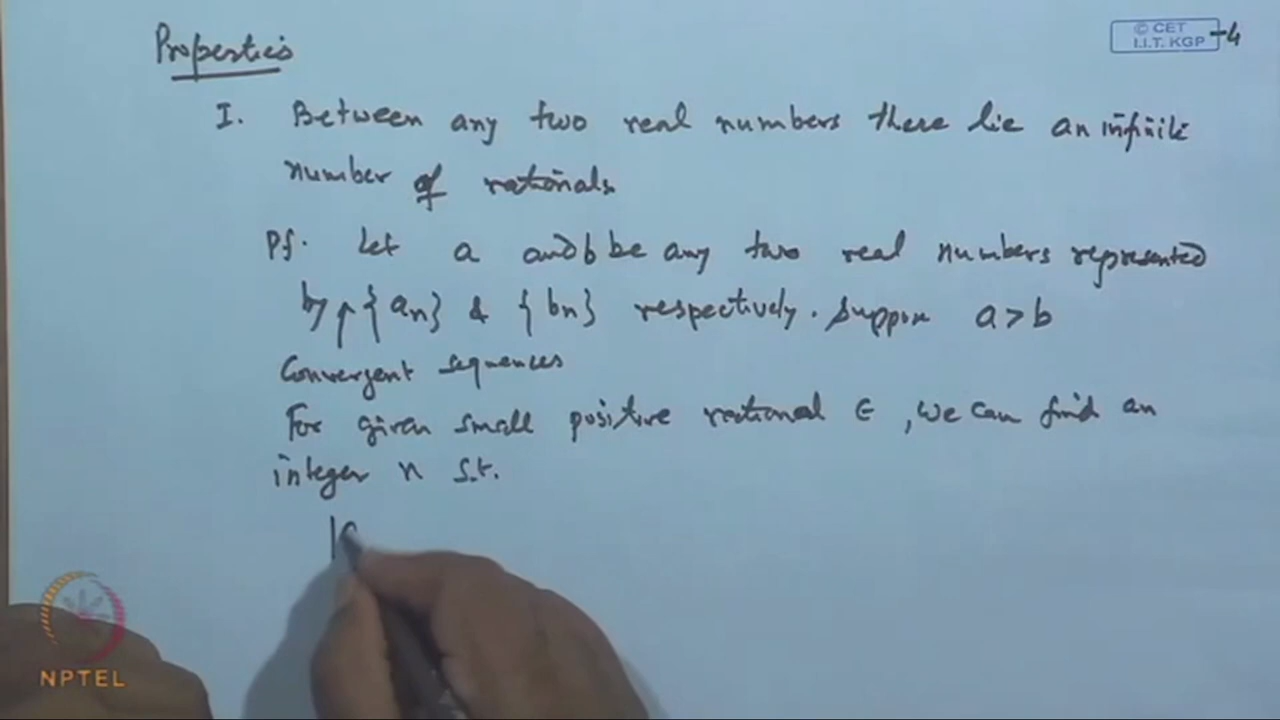 Properties
© CET
I.I.T. KGP -4
I. Between any two real numbers there lie an infinite
number of rationals.
Pf. Let a and b be any two real numbers represented
by {an} & {bn} respectively. Suppose a > b
Convergent sequences
For given small positive rational ∈, we can find an
integer n s.t.
|a
NPTEL